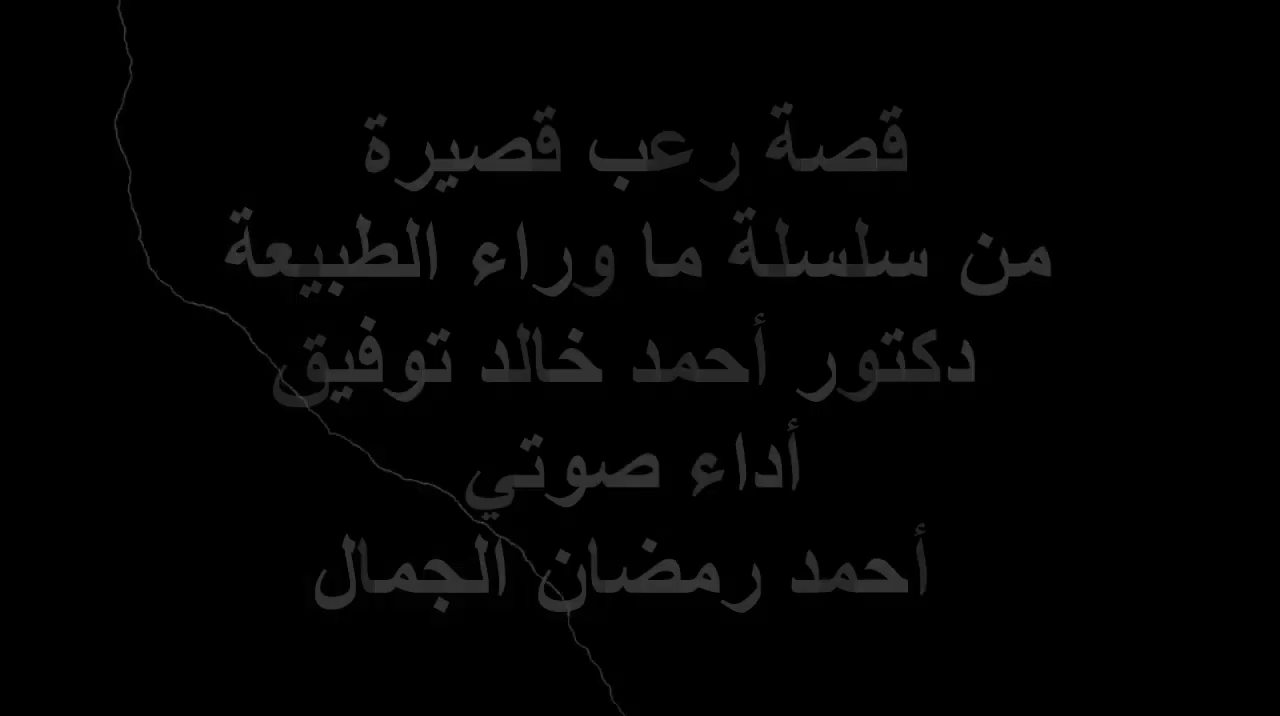 قصة رعب قصيرة
من سلسلة ما وراء الطبيعة
دكتور أحمد خالد توفيق
أداء صوتي
أحمد رمضان الجمال